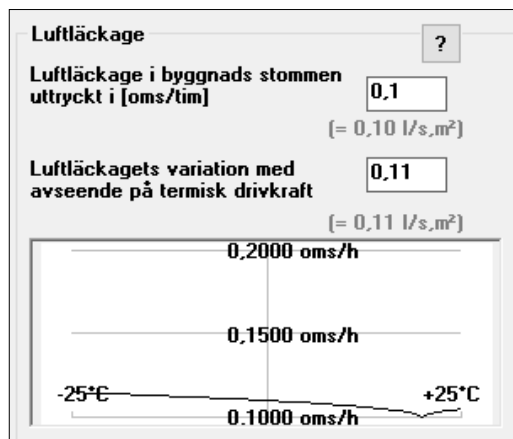 Luftläckage
?
Luftläckage i byggnads stommen
uttryckt i [oms/tim]
0,1
(= 0,10 l/s,m²)
Luftläckagets variation med
avseende på termisk drivkraft
0,11
(= 0,11 l/s,m²)
0,2000 oms/h
0,1500 oms/h
-25°C
+25°C
0,1000 oms/h